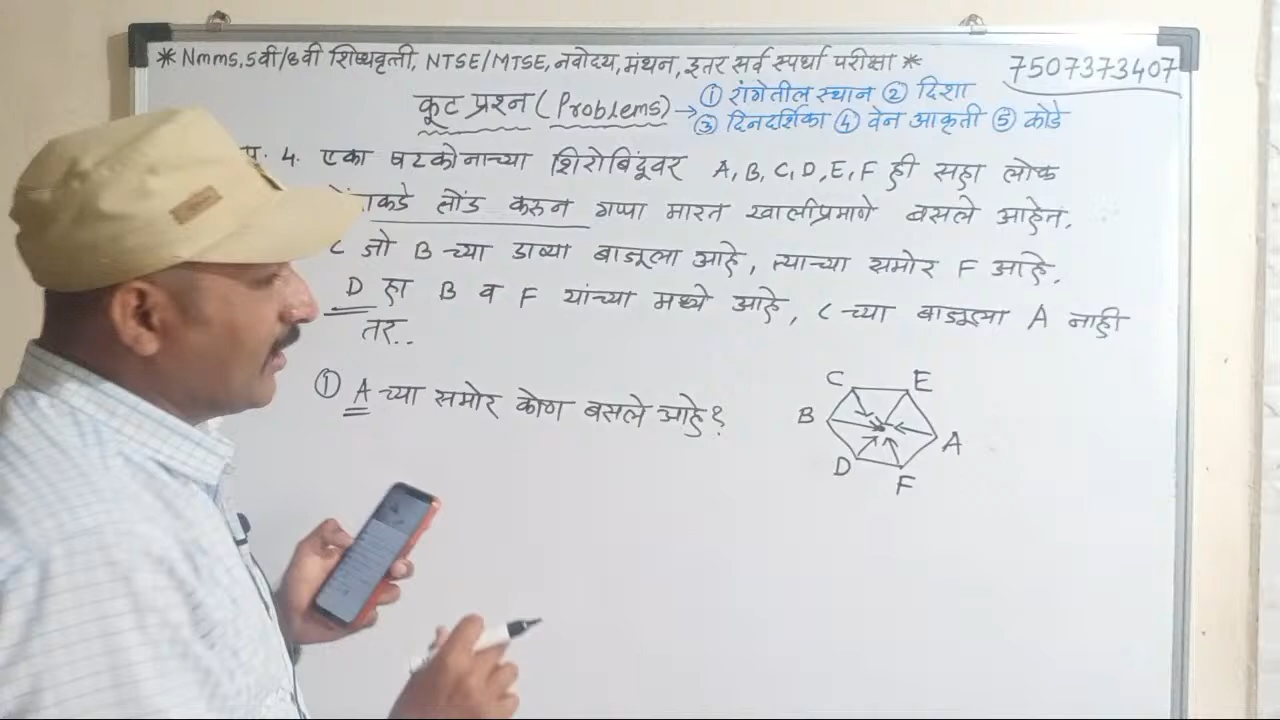 * Nmms, 5वी/8वी शिष्यवृत्ती, NTSE/MTSE, नवोदय, मंथन, इतर सर्व स्पर्धा परीक्षा *
7507373407
कूट प्रश्न (Problems) → ① रांगेतील स्थान ② दिशा
③ दिनदर्शिका ④ वेन आकृती ⑤ कोडे
4. एका षटकोनाच्या शिरोबिंदूवर A, B, C, D, E, F ही सहा लोक
तोंड करुन गप्पा मारत खालीप्रमाणे बसले आहेत.
C जो B च्या डाव्या बाजूला आहे, त्याच्या समोर F आहे.
D हा B व F यांच्या मध्ये आहे, C च्या बाजूला A नाही
तर..
① A च्या समोर कोण बसले आहे?
C E
B A
D F